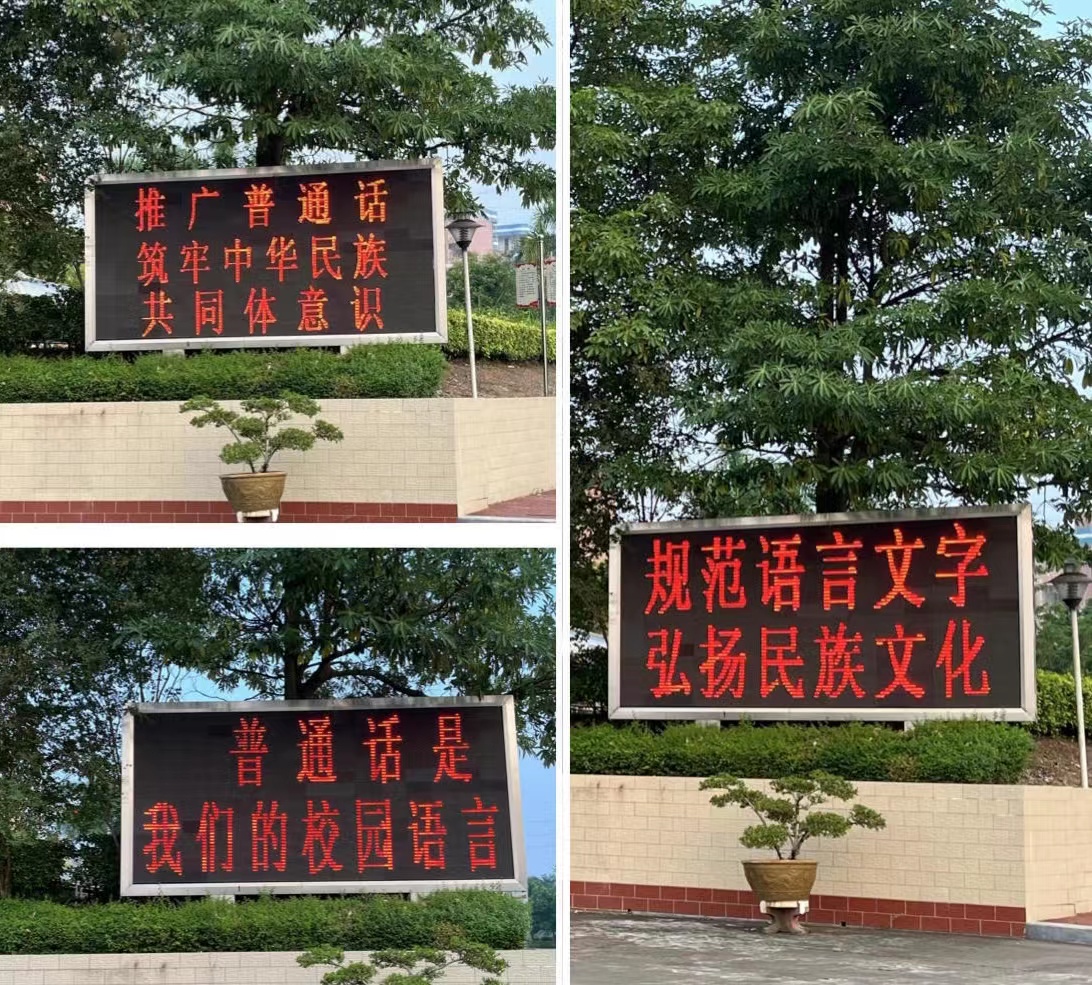 推广普通话
筑牢中华民族
共同体意识
普通话是
我们的校园语言
规范语言文字
弘扬民族文化